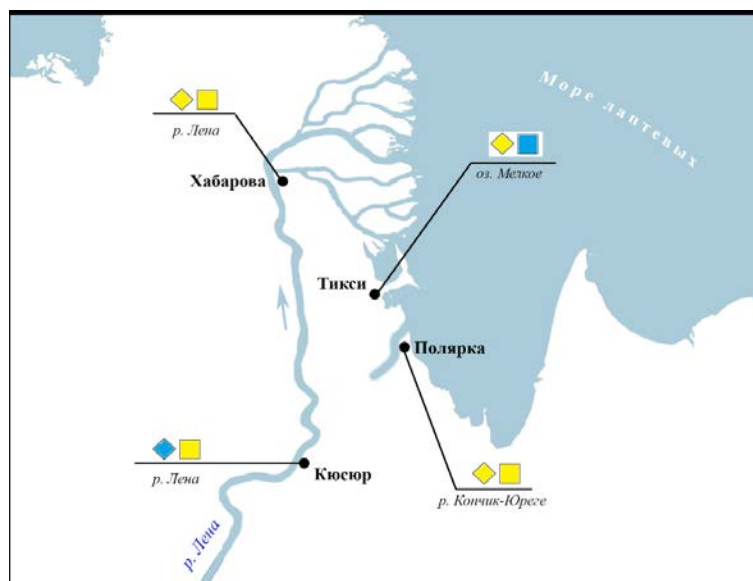 Море лаптевых
р. Лена
Хабарова
оз. Мелкое
Тикси
Полярка
р. Лена
Кюсюр
р. Кончик-Юреге
р. Лена